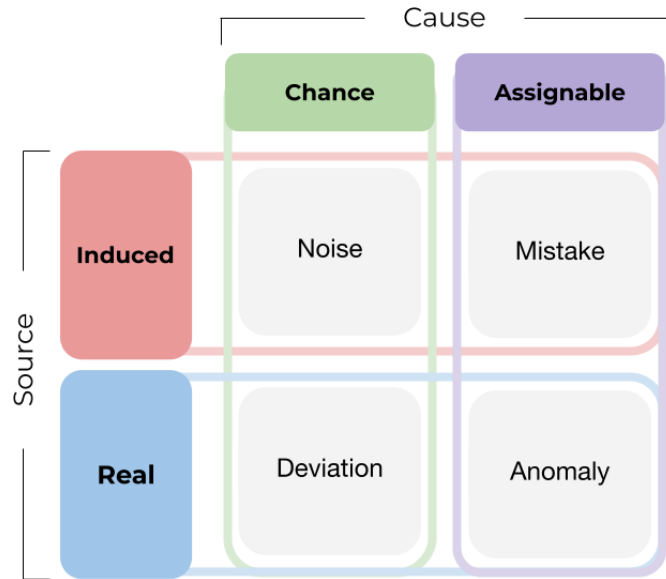 Cause
Chance
Assignable
Source
Induced
Noise
Mistake
Real
Deviation
Anomaly